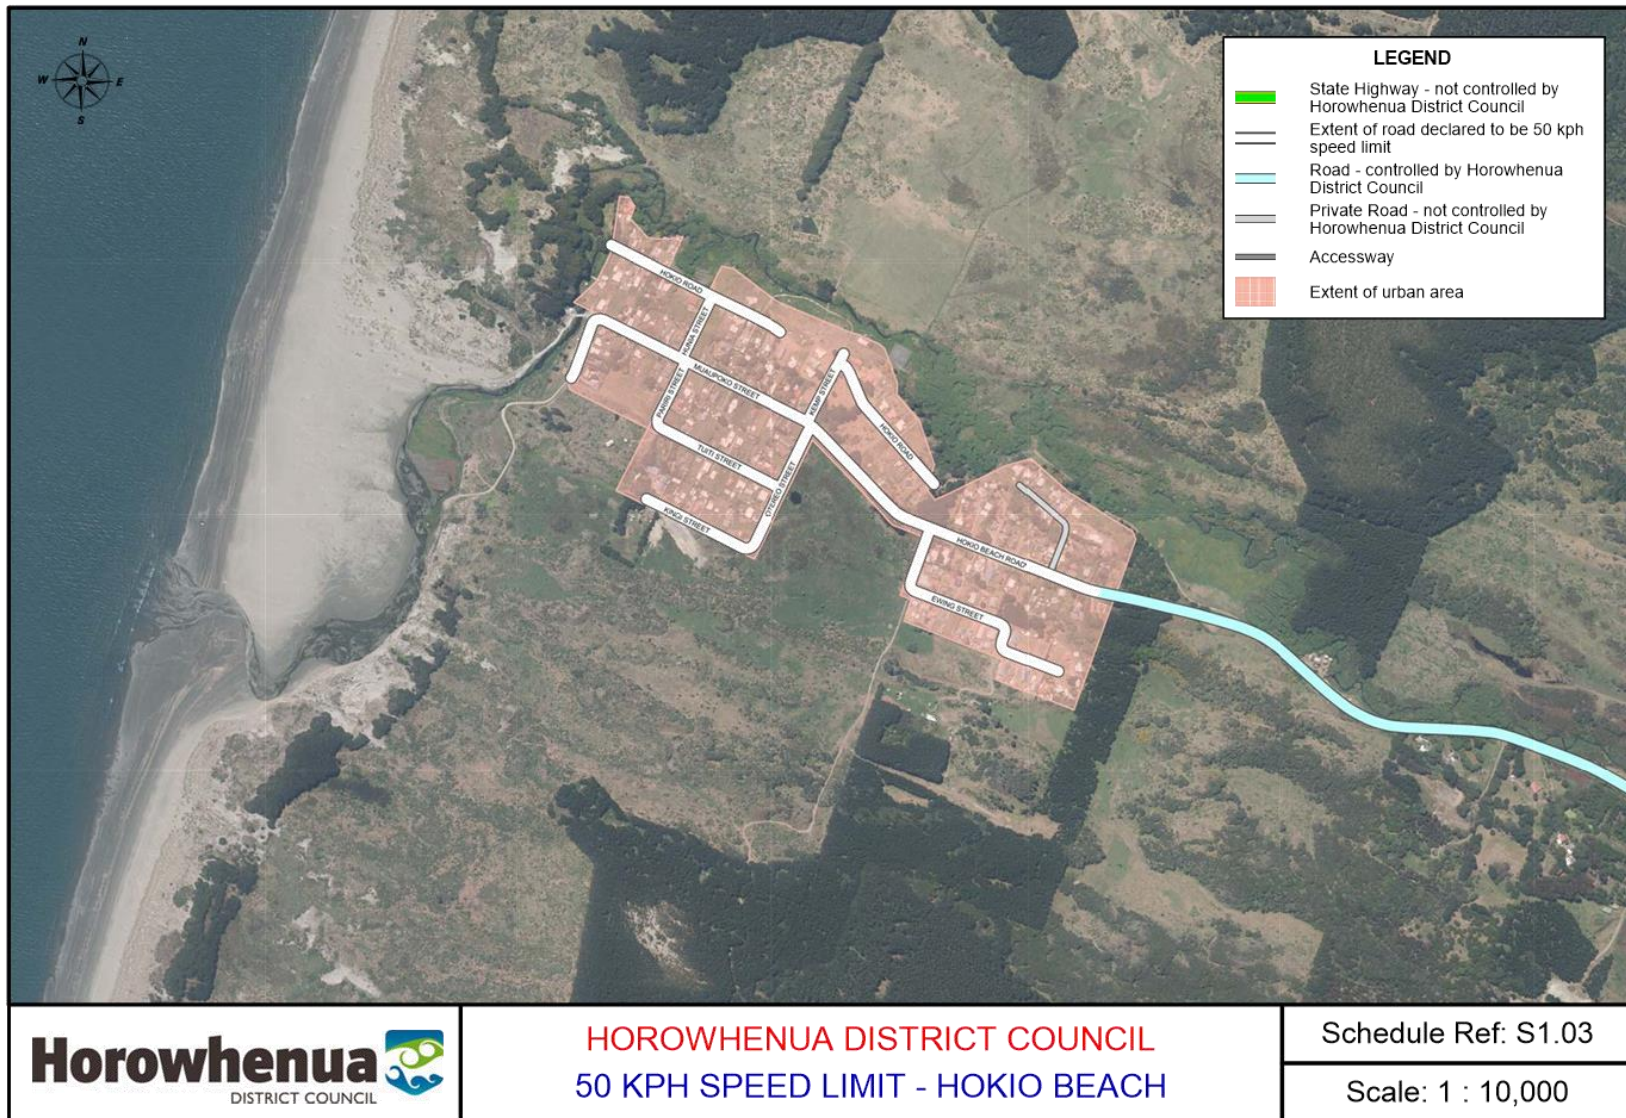 N
W
E
S
LEGEND
State Highway - not controlled by
Horowhenua District Council
Extent of road declared to be 50 kph
speed limit
Road - controlled by Horowhenua
District Council
Private Road - not controlled by
Horowhenua District Council
Accessway
Extent of urban area
HOKIO ROAD
HUNIA STREET
MUAUPOKO STREET
PARIRI STREET
KEMP STREET
HOKIO ROAD
TUITI STREET
OTEREO STREET
KINGI STREET
HOKIO BEACH ROAD
EWING STREET
Horowhenua
DISTRICT COUNCIL
HOROWHENUA DISTRICT COUNCIL
50 KPH SPEED LIMIT - HOKIO BEACH
Schedule Ref: S1.03
Scale: 1 : 10,000